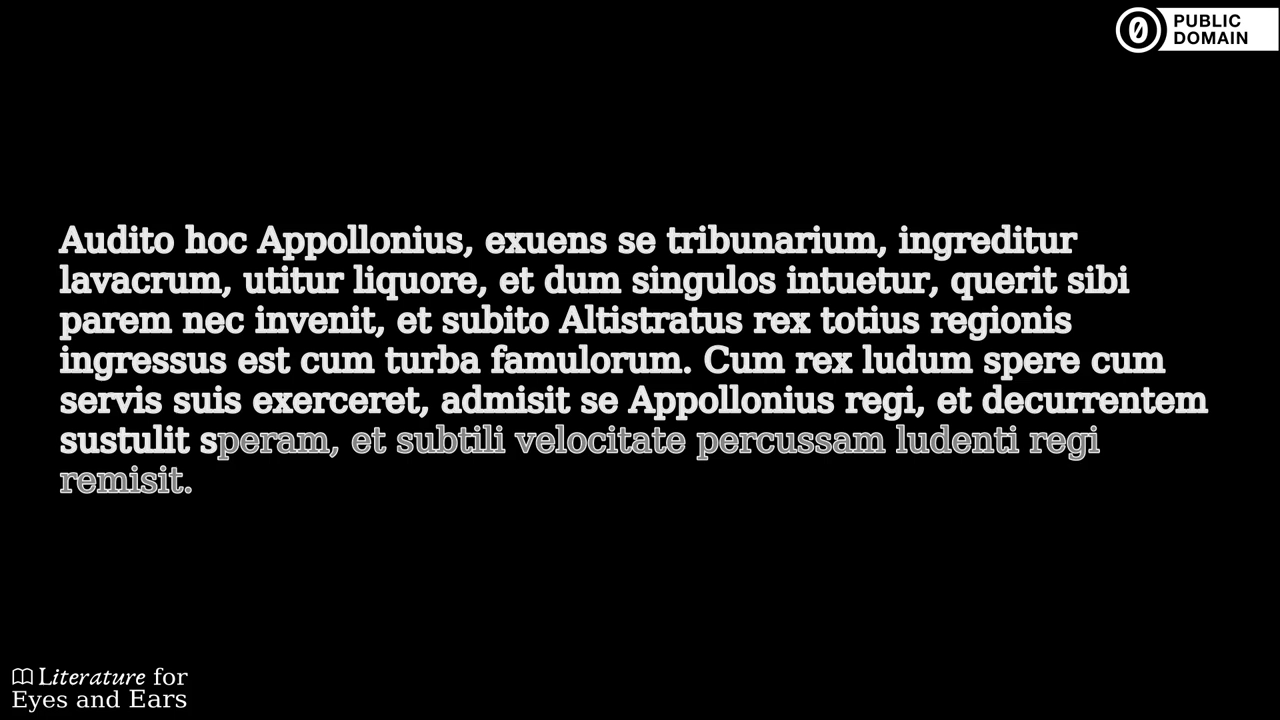 PUBLIC
DOMAIN
Audito hoc Appollonius, exuens se tribunarium, ingreditur
lavacrum, utitur liquore, et dum singulos intuetur, querit sibi
parem nec invenit, et subito Altistratus rex totius regionis
ingressus est cum turba famulorum. Cum rex ludum spere cum
servis suis exerceret, admisit se Appollonius regi, et decurrentem
sustulit speram, et subtili velocitate percussam ludenti regi
remisit.
Literature for
Eyes and Ears